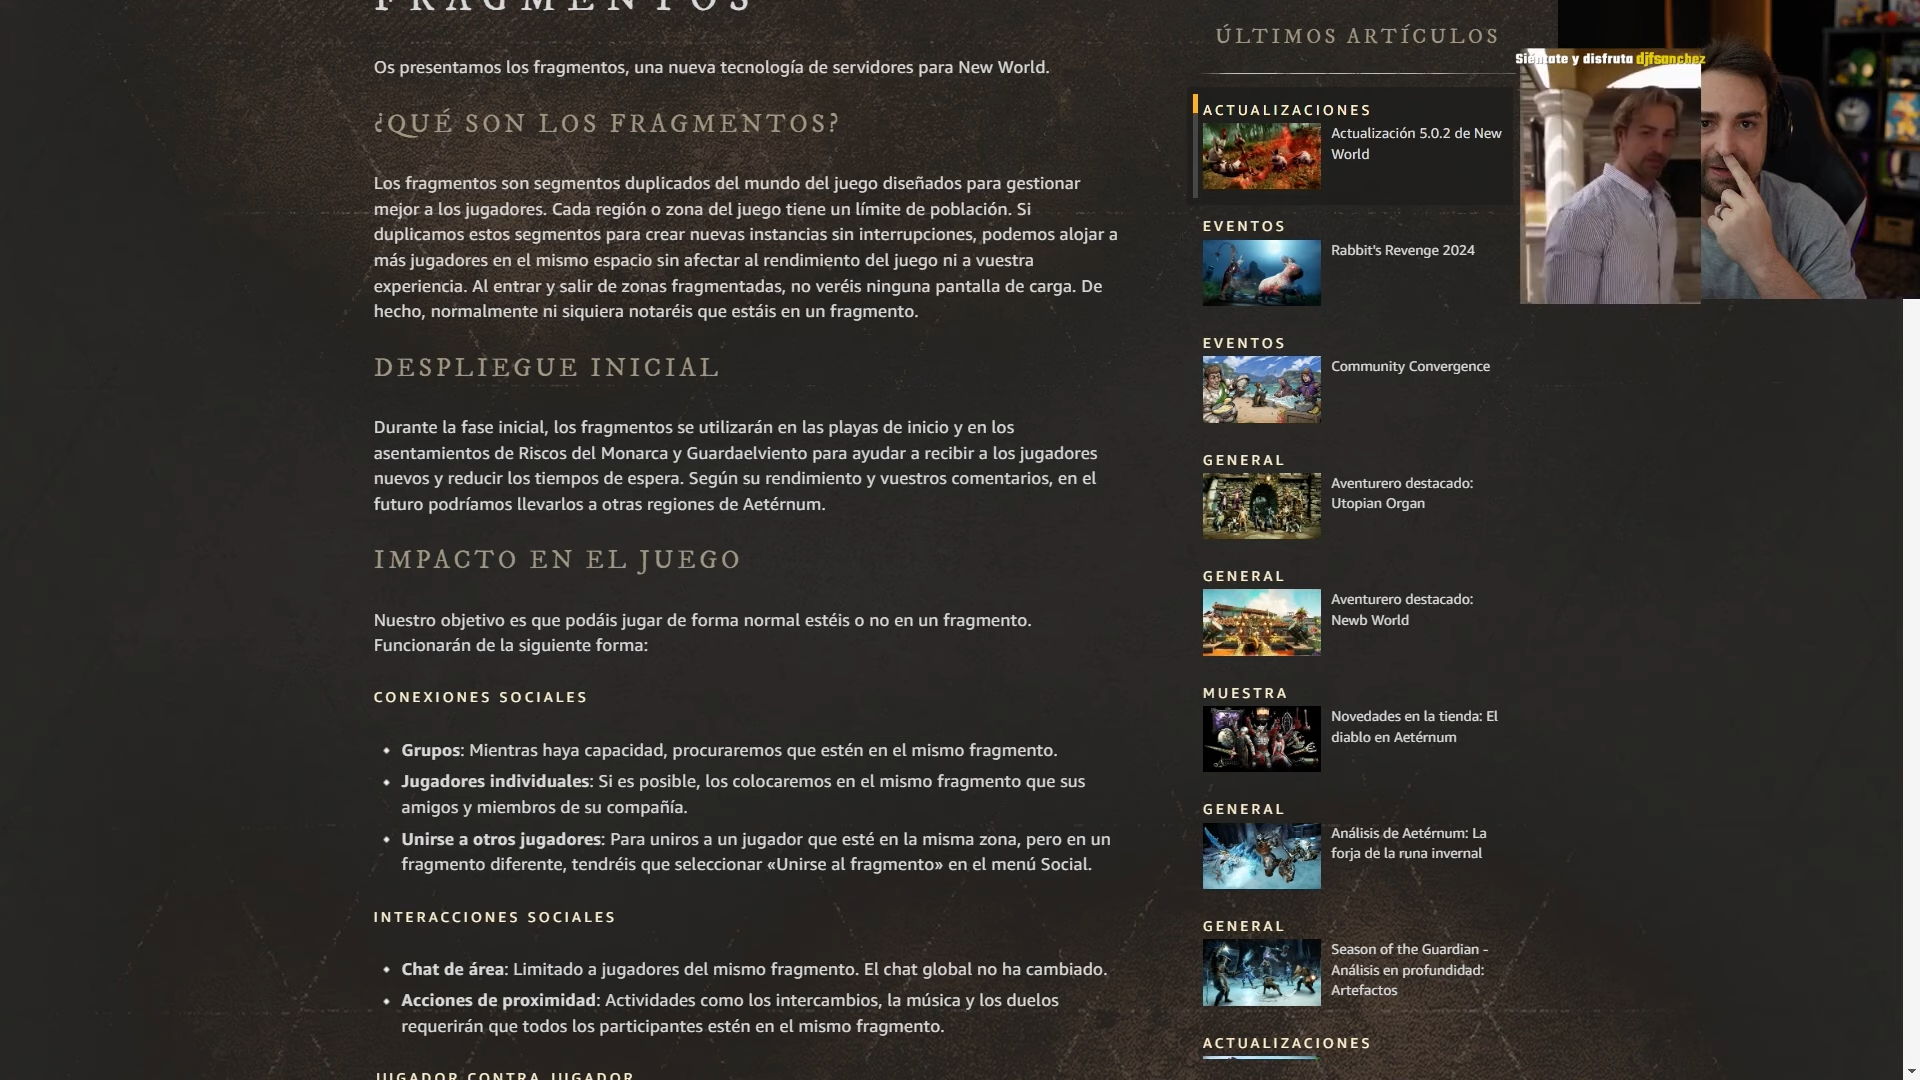 FRAGMENTOS
Os presentamos los fragmentos, una nueva tecnología de servidores para New World.
¿QUÉ SON LOS FRAGMENTOS?
Los fragmentos son segmentos duplicados del mundo del juego diseñados para gestionar
mejor a los jugadores. Cada región o zona del juego tiene un límite de población. Si
duplicamos estos segmentos para crear nuevas instancias sin interrupciones, podemos alojar a
más jugadores en el mismo espacio sin afectar al rendimiento del juego ni a vuestra
experiencia. Al entrar y salir de zonas fragmentadas, no veréis ninguna pantalla de carga. De
hecho, normalmente ni siquiera notaréis que estáis en un fragmento.
DESPLIEGUE INICIAL
Durante la fase inicial, los fragmentos se utilizarán en las playas de inicio y en los
asentamientos de Riscos del Monarca y Guardaelviento para ayudar a recibir a los jugadores
nuevos y reducir los tiempos de espera. Según su rendimiento y vuestros comentarios, en el
futuro podríamos llevarlos a otras regiones de Aetérnum.
IMPACTO EN EL JUEGO
Nuestro objetivo es que podáis jugar de forma normal estéis o no en un fragmento.
Funcionarán de la siguiente forma:
CONEXIONES SOCIALES
Grupos: Mientras haya capacidad, procuraremos que estén en el mismo fragmento.
Jugadores individuales: Si es posible, los colocaremos en el mismo fragmento que sus
amigos y miembros de su compañía.
Unirse a otros jugadores: Para uniros a un jugador que esté en la misma zona, pero en un
fragmento diferente, tendréis que seleccionar «Unirse al fragmento» en el menú Social.
INTERACCIONES SOCIALES
Chat de área: Limitado a jugadores del mismo fragmento. El chat global no ha cambiado.
Acciones de proximidad: Actividades como los intercambios, la música y los duelos
requerirán que todos los participantes estén en el mismo fragmento.
JUGADOR CONTRA JUGADOR
ÚLTIMOS ARTÍCULOS
ACTUALIZACIONES
Actualización 5.0.2 de New
World
EVENTOS
Rabbit's Revenge 2024
EVENTOS
Community Convergence
GENERAL
Aventurero destacado:
Utopian Organ
GENERAL
Aventurero destacado:
Newb World
MUESTRA
Novedades en la tienda: El
diablo en Aetérnum
GENERAL
Análisis de Aetérnum: La
forja de la runa invernal
GENERAL
Season of the Guardian -
Análisis en profundidad:
Artefactos
ACTUALIZACIONES
Siéntate y disfruta djfsanchez